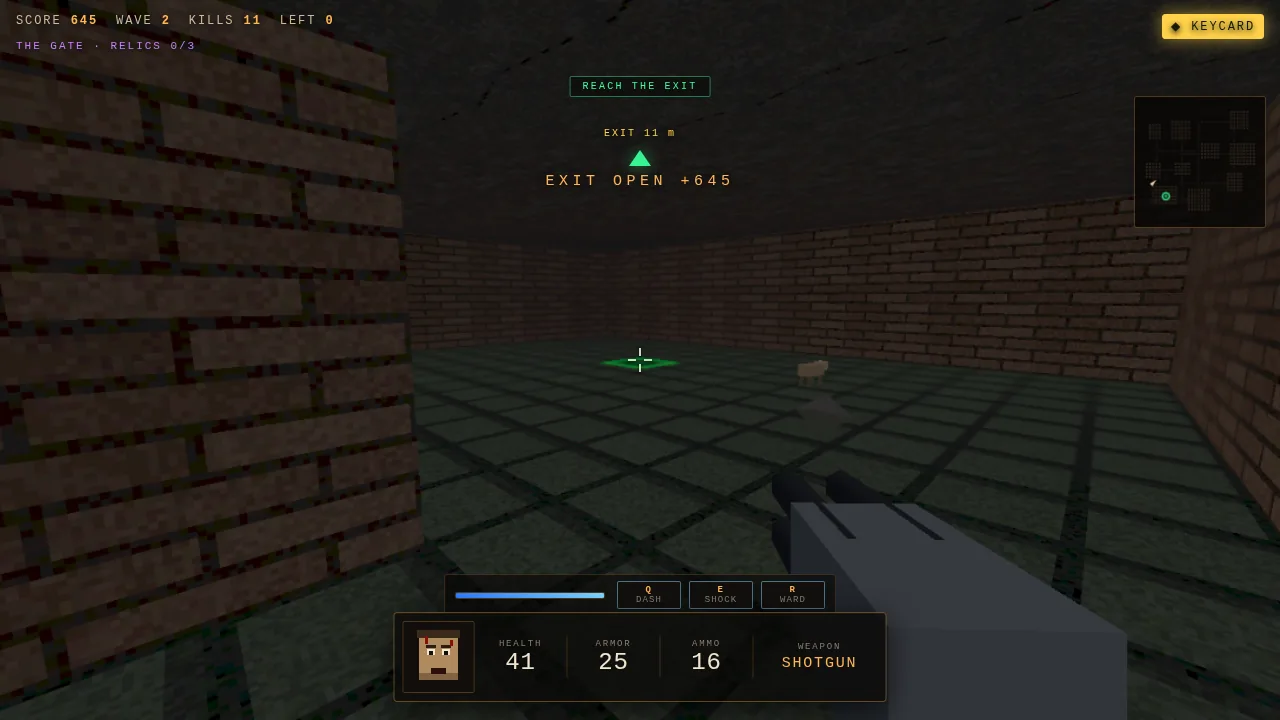 SCORE 645 WAVE 2 KILLS 11 LEFT 0
THE GATE · RELICS 0/3
◆ KEYCARD
REACH THE EXIT
EXIT 11 m
EXIT OPEN +645
Q DASH
E SHOCK
R WARD
HEALTH 41
ARMOR 25
AMMO 16
WEAPON SHOTGUN